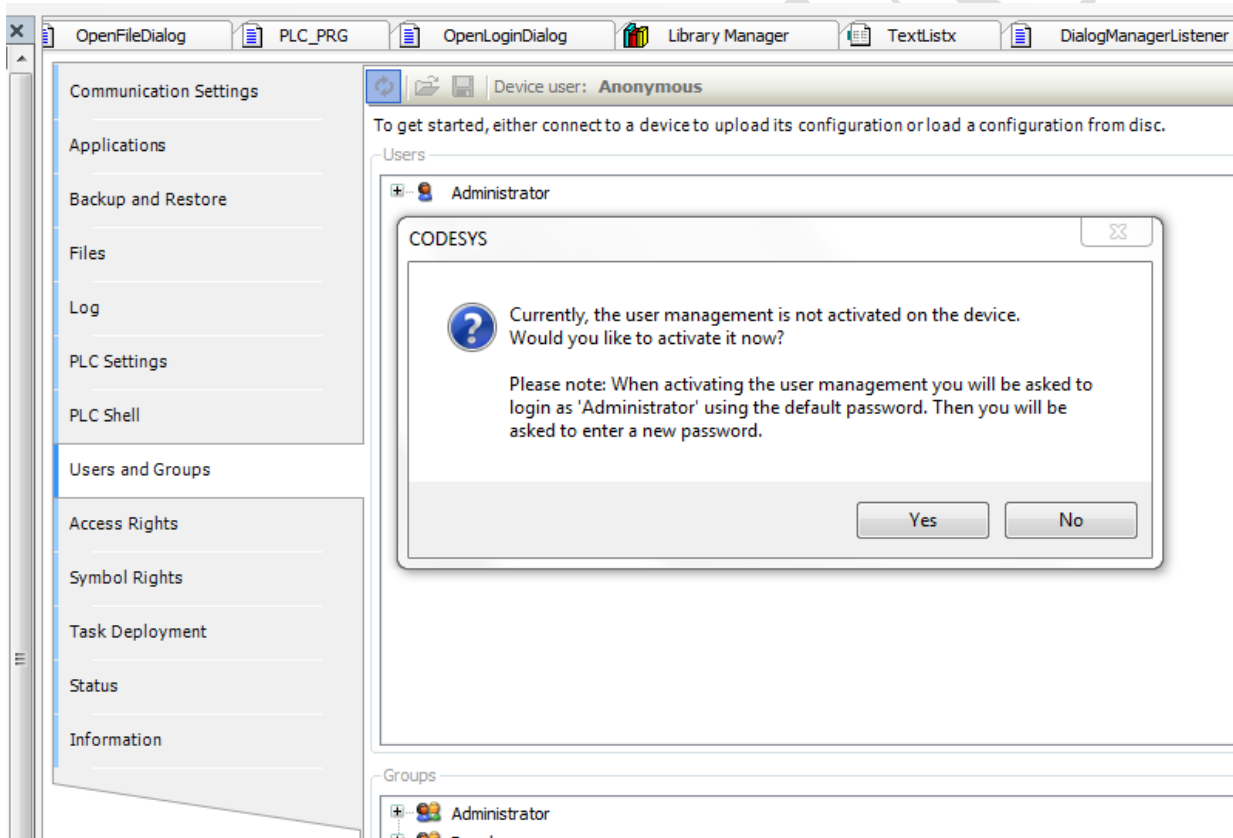 OpenFileDialog
PLC_PRG
OpenLoginDialog
Library Manager
TextListx
DialogManagerListener
Communication Settings
Applications
Backup and Restore
Files
Log
PLC Settings
PLC Shell
Users and Groups
Access Rights
Symbol Rights
Task Deployment
Status
Information
Device user: Anonymous
To get started, either connect to a device to upload its configuration or load a configuration from disc.
Users
Administrator
CODESYS
Currently, the user management is not activated on the device.
Would you like to activate it now?
Please note: When activating the user management you will be asked to
login as 'Administrator' using the default password. Then you will be
asked to enter a new password.
Yes
No
Groups
Administrator